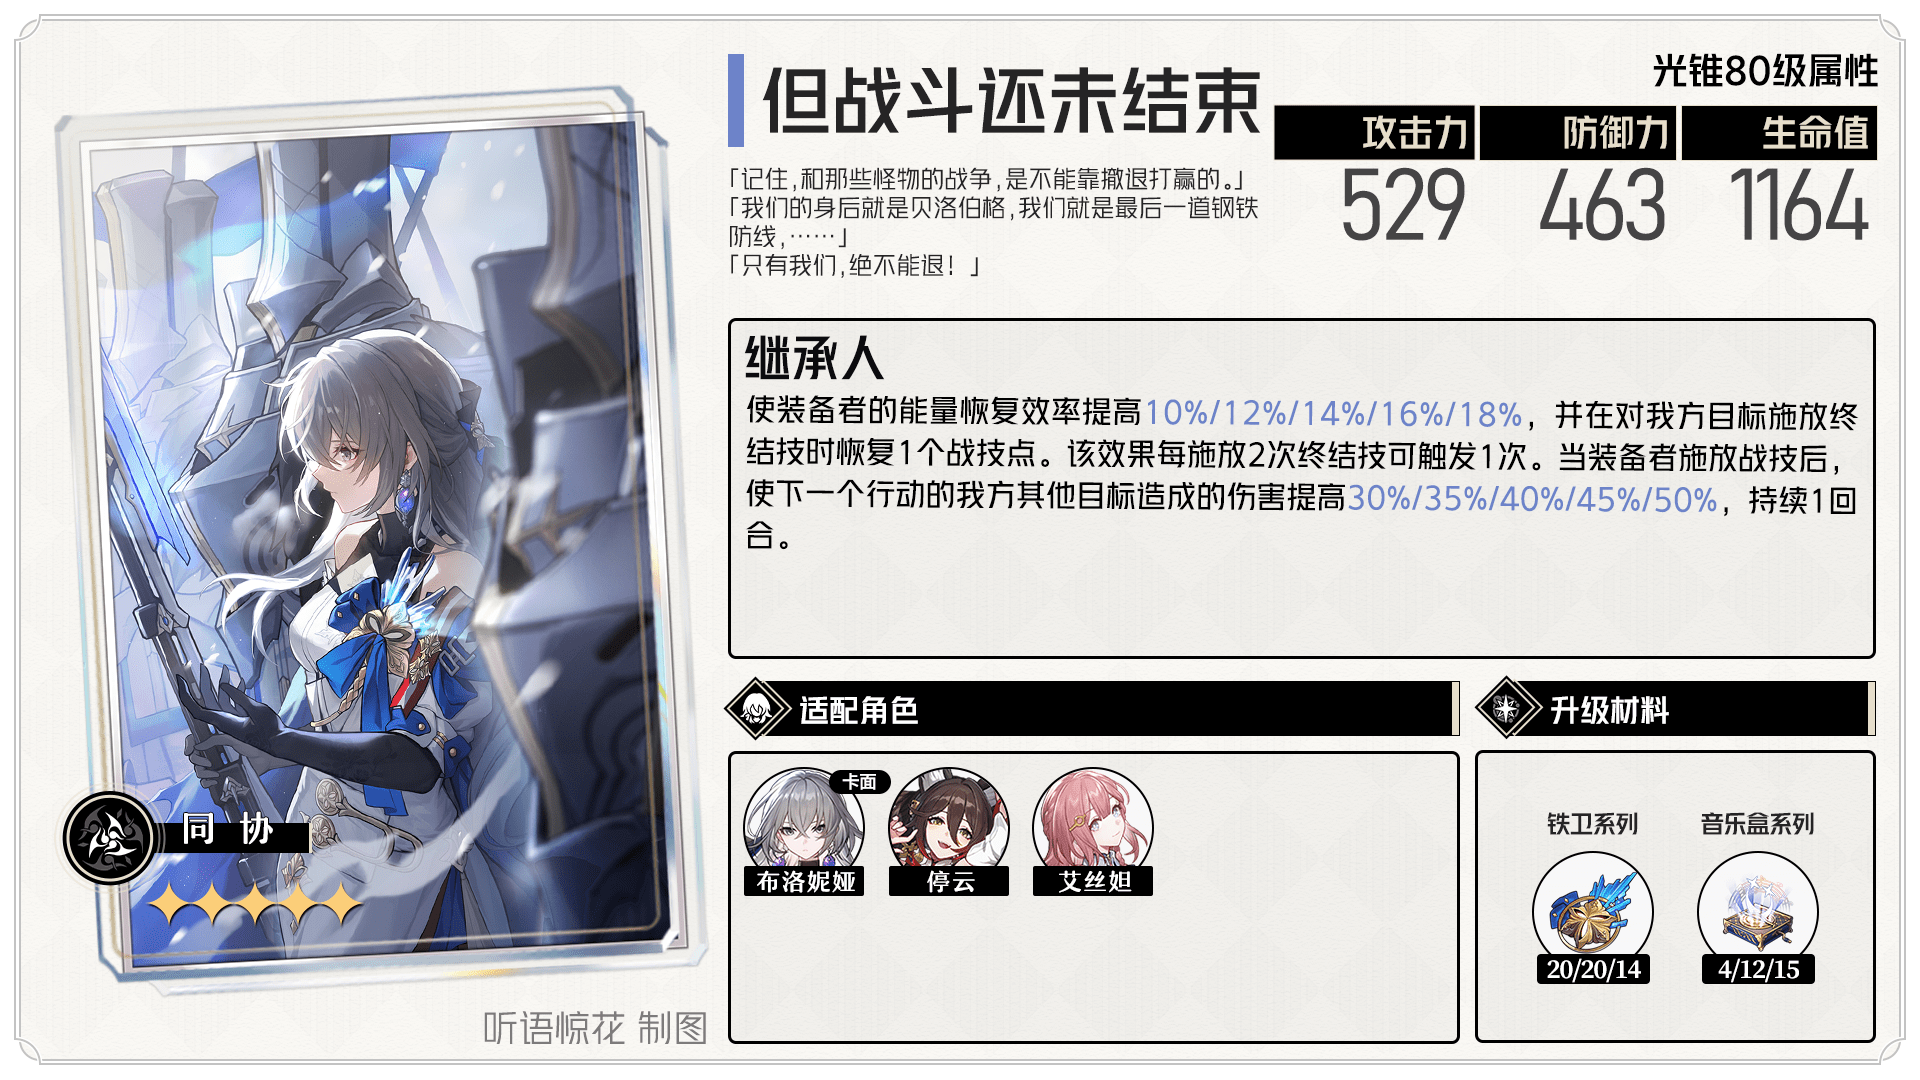 但战斗还未结束
「记住,和那些怪物的战争,是不能靠撤退打赢的。」
「我们的身后就是贝洛伯格,我们就是最后一道钢铁
防线,……」
「只有我们,绝不能退！」
光锥80级属性
攻击力 防御力 生命值
529 463 1164
继承人
使装备者的能量恢复效率提高10%/12%/14%/16%/18%，并在对我方目标施放终
结技时恢复1个战技点。该效果每施放2次终结技可触发1次。当装备者施放战技后，
使下一个行动的我方其他目标造成的伤害提高30%/35%/40%/45%/50%，持续1回
合。
同 协
适配角色
卡面
布洛妮娅 停云 艾丝妲
升级材料
铁卫系列 音乐盒系列
20/20/14 4/12/15
听语惊花 制图